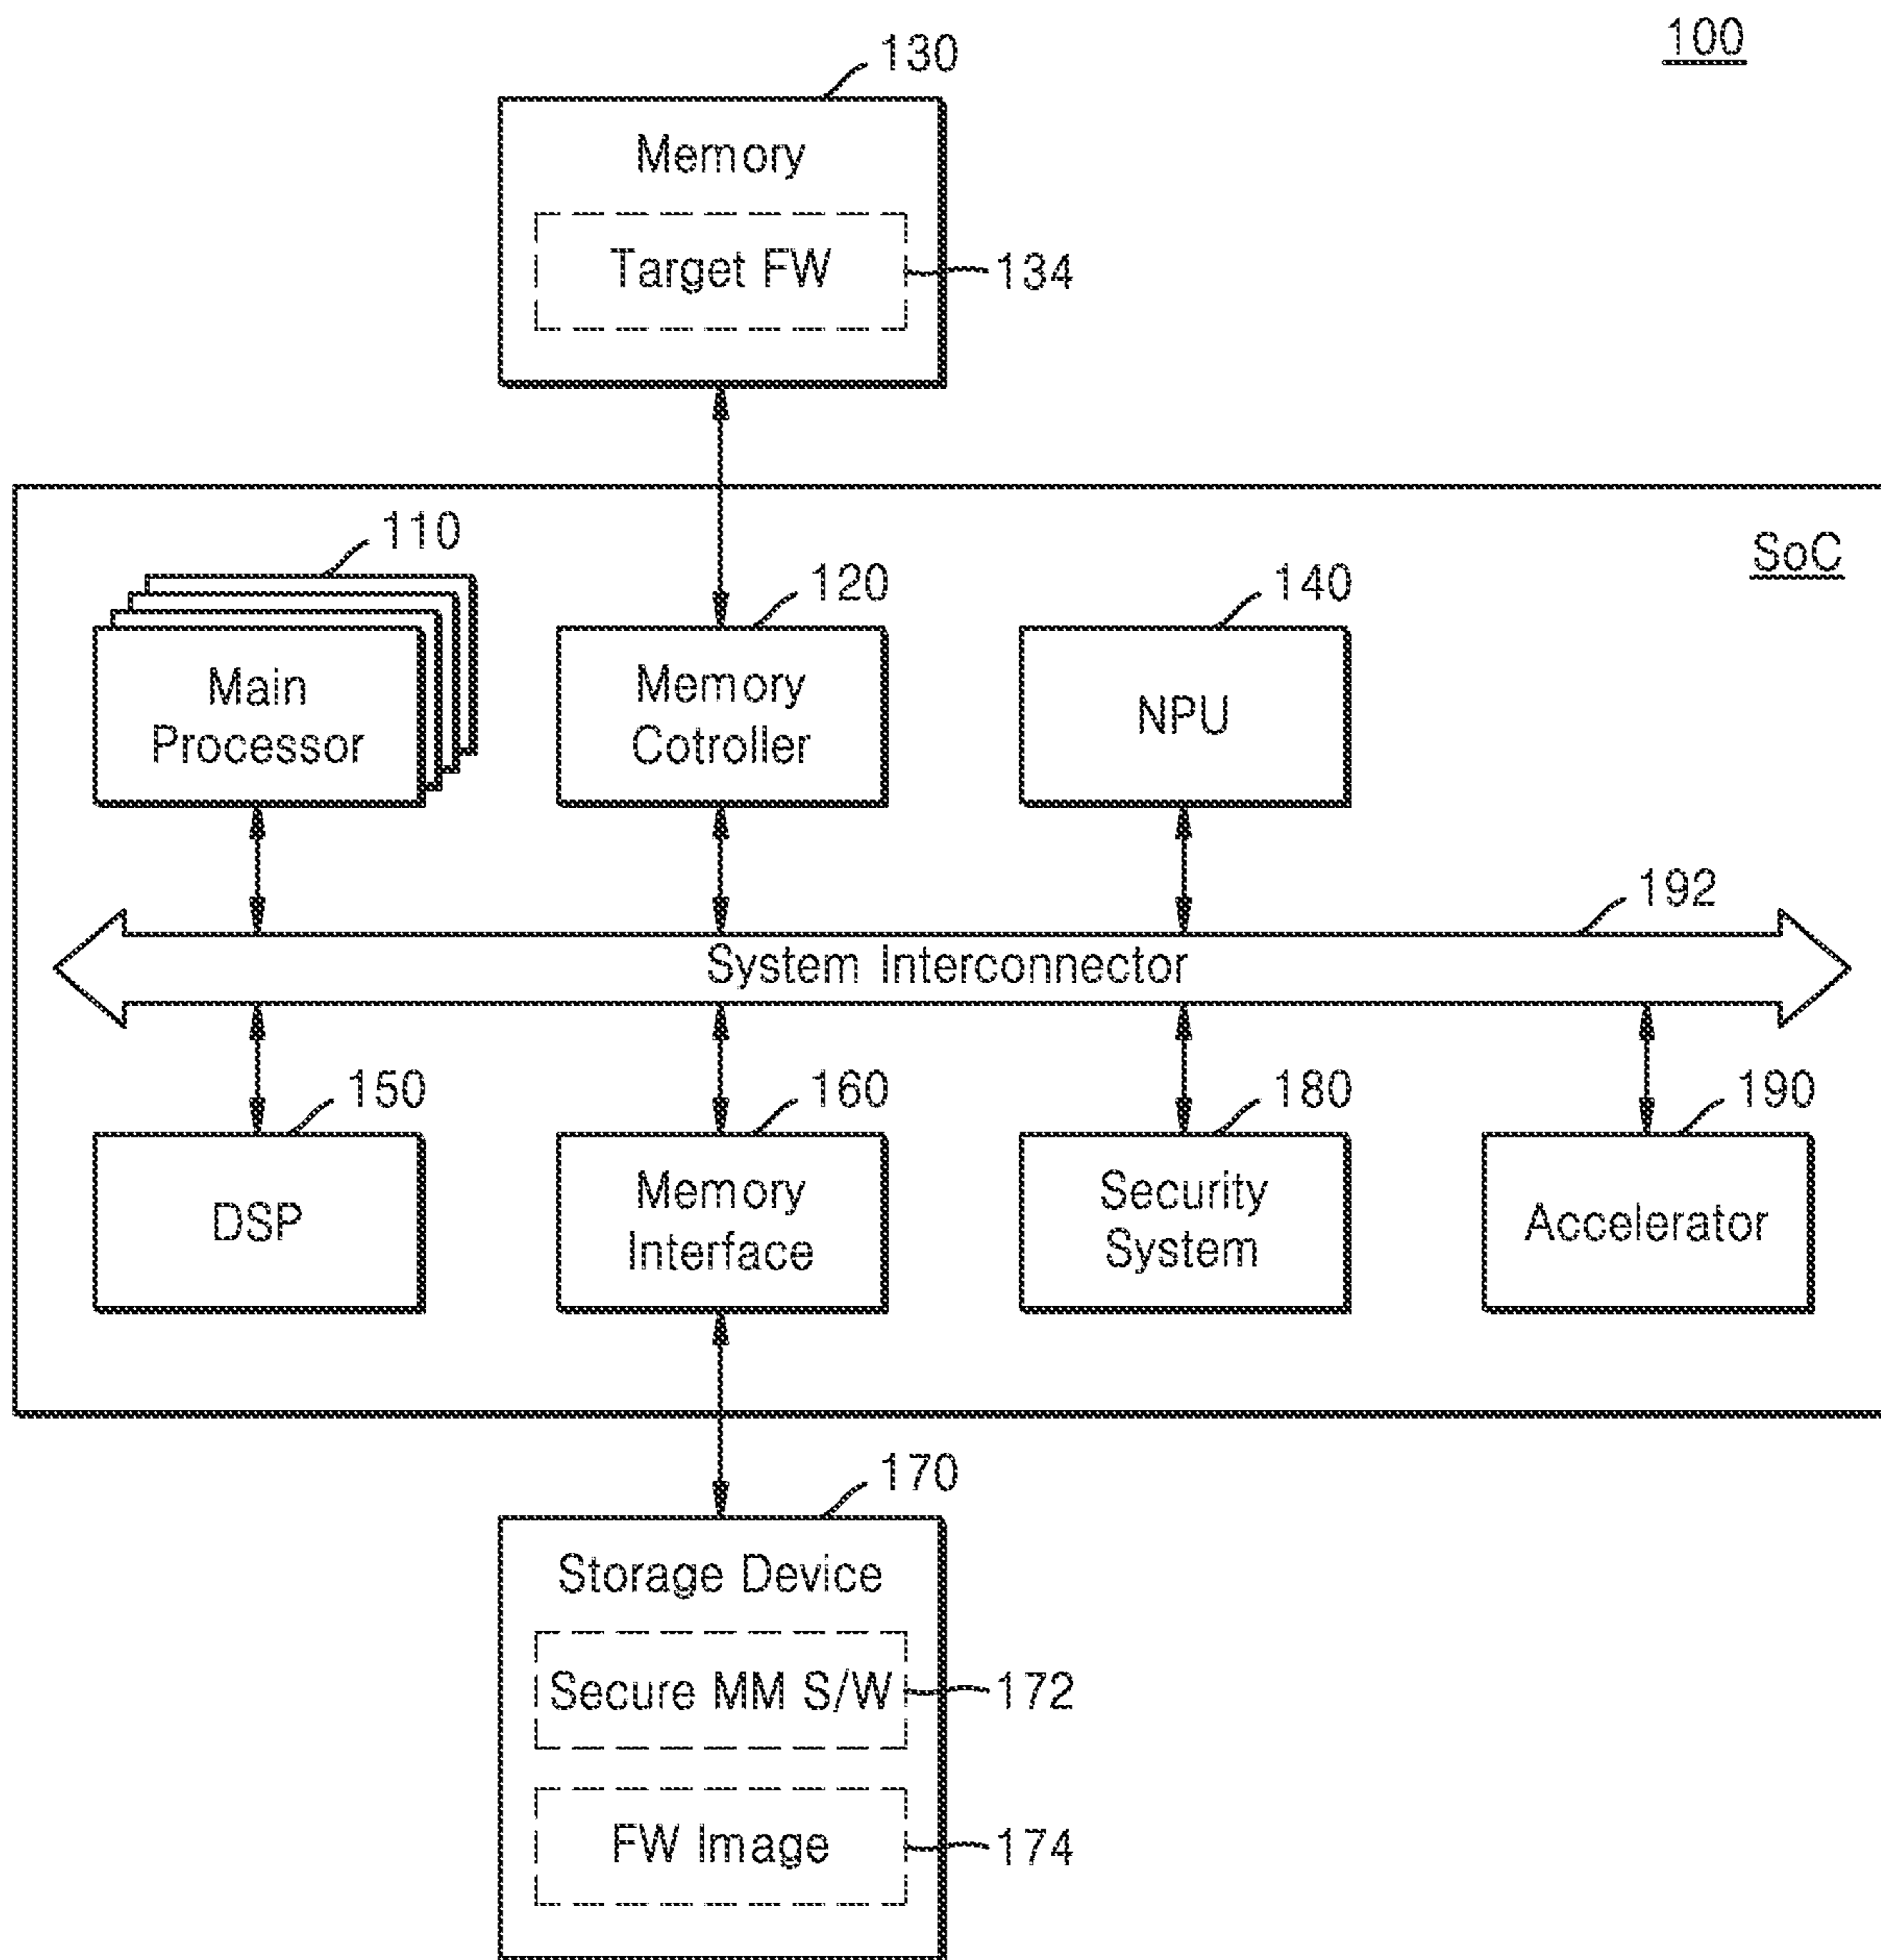 100
130
Memory
Target FW
134
SoC
110
120
140
Main
Processor
Memory
Cotroller
NPU
192
System Interconnector
150
160
180
190
DSP
Memory
Interface
Security
System
Accelerator
170
Storage Device
Secure MM S/W
172
FW Image
174